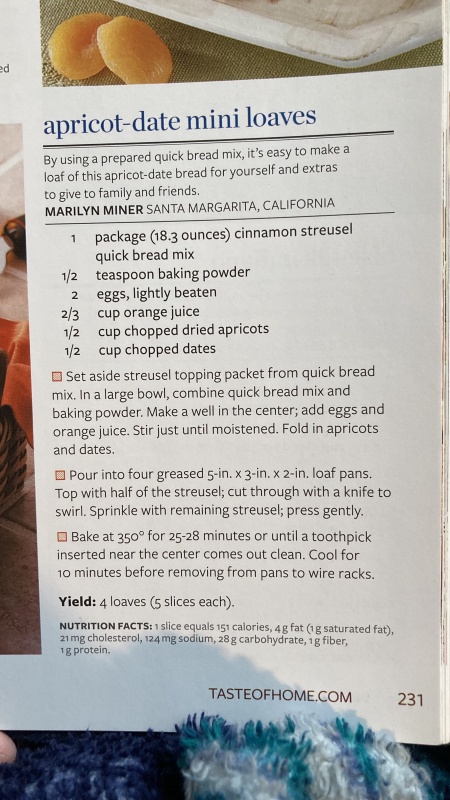 ed
apricot-date mini loaves
By using a prepared quick bread mix, it's easy to make a
loaf of this apricot-date bread for yourself and extras
to give to family and friends.
MARILYN MINER SANTA MARGARITA, CALIFORNIA
1 package (18.3 ounces) cinnamon streusel
quick bread mix
1/2 teaspoon baking powder
2 eggs, lightly beaten
2/3 cup orange juice
1/2 cup chopped dried apricots
1/2 cup chopped dates
Set aside streusel topping packet from quick bread
mix. In a large bowl, combine quick bread mix and
baking powder. Make a well in the center; add eggs and
orange juice. Stir just until moistened. Fold in apricots
and dates.
Pour into four greased 5-in. x 3-in. x 2-in. loaf pans.
Top with half of the streusel; cut through with a knife to
swirl. Sprinkle with remaining streusel; press gently.
Bake at 350° for 25-28 minutes or until a toothpick
inserted near the center comes out clean. Cool for
10 minutes before removing from pans to wire racks.
Yield: 4 loaves (5 slices each).
NUTRITION FACTS: 1 slice equals 151 calories, 4 g fat (1 g saturated fat),
21 mg cholesterol, 124 mg sodium, 28 g carbohydrate, 1 g fiber,
1 g protein.
TASTEOFHOME.COM 231